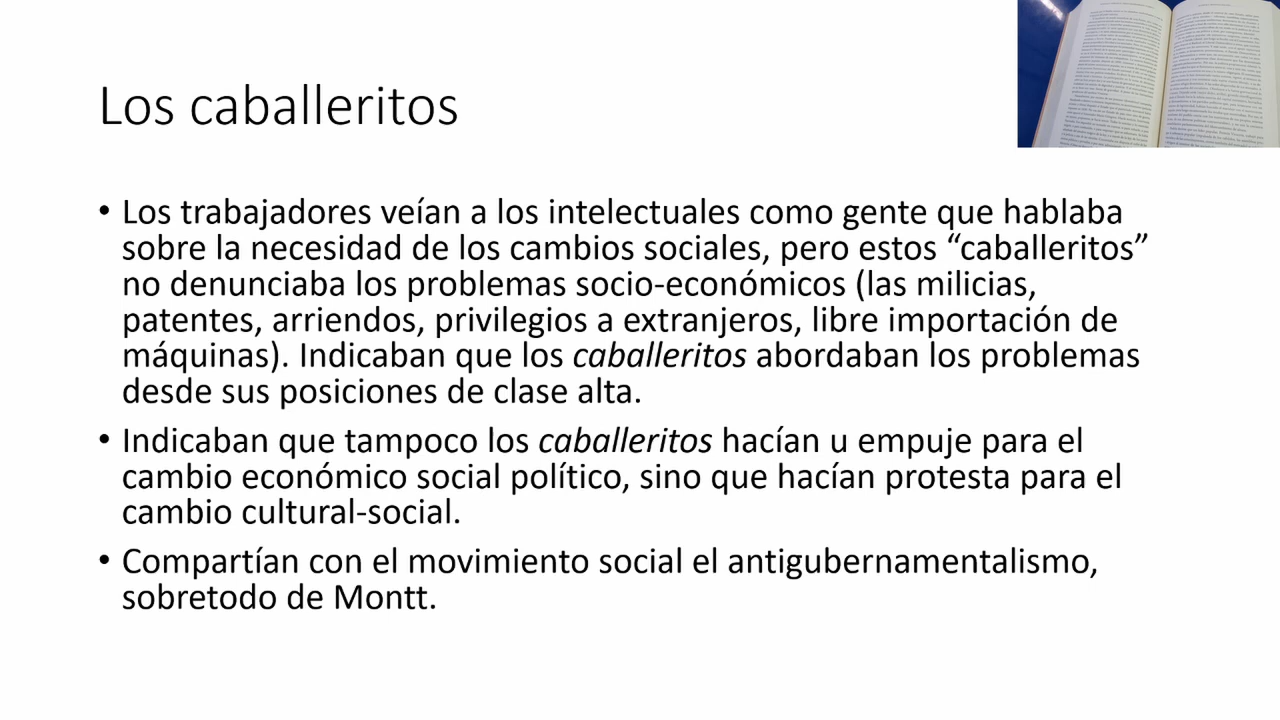 Los caballeritos
• Los trabajadores veían a los intelectuales como gente que hablaba
sobre la necesidad de los cambios sociales, pero estos “caballeritos”
no denunciaba los problemas socio-económicos (las milicias,
patentes, arriendos, privilegios a extranjeros, libre importación de
máquinas). Indicaban que los caballeritos abordaban los problemas
desde sus posiciones de clase alta.
• Indicaban que tampoco los caballeritos hacían u empuje para el
cambio económico social político, sino que hacían protesta para el
cambio cultural-social.
• Compartían con el movimiento social el antigubernamentalismo,
sobretodo de Montt.